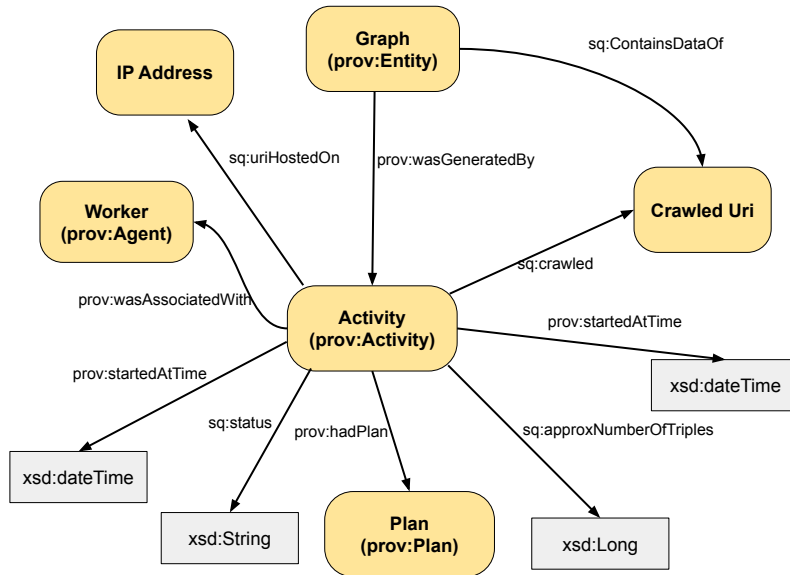 Graph
(prov:Entity)
sq:ContainsDataOf
IP Address
sq:uriHostedOn
prov:wasGeneratedBy
Worker
(prov:Agent)
Crawled Uri
sq:crawled
prov:wasAssociatedWith
Activity
(prov:Activity)
prov:startedAtTime
prov:startedAtTime
xsd:dateTime
sq:status
prov:hadPlan
sq:approxNumberOfTriples
xsd:dateTime
xsd:String
Plan
(prov:Plan)
xsd:Long